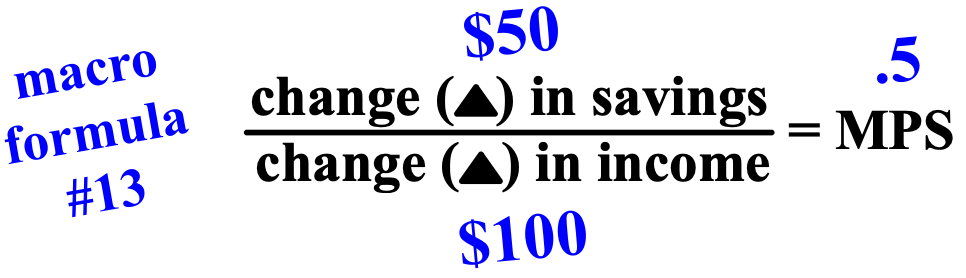 macro
formula
#13
$50
change (▲) in savings
change (▲) in income
$100
= MPS
.5